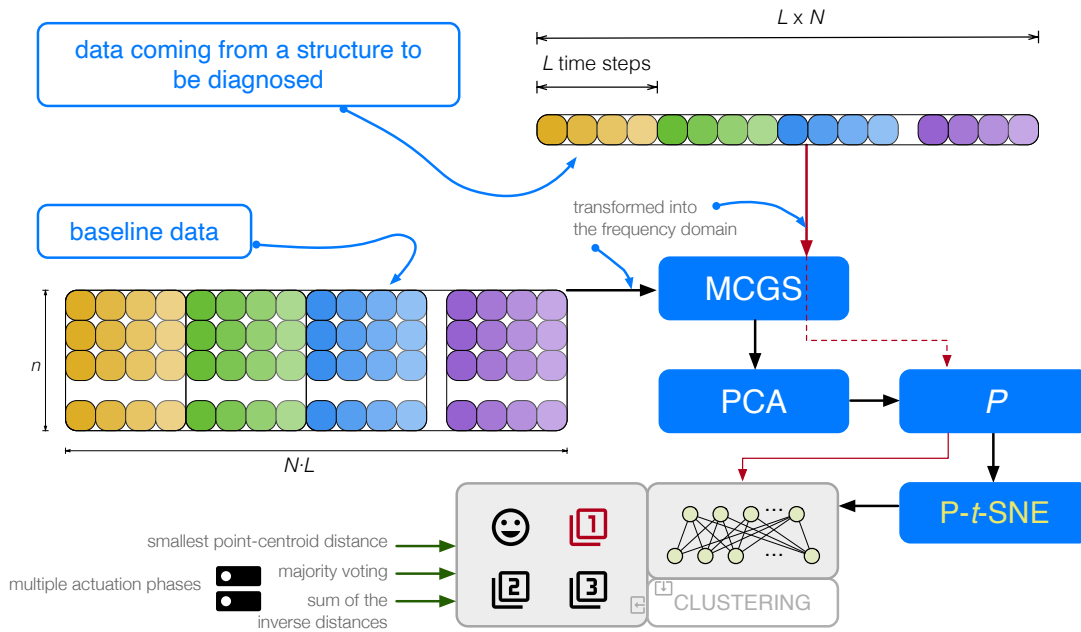 data coming from a structure to
be diagnosed
L x N
L time steps
baseline data
transformed into
the frequency domain
MCGS
n
PCA
P
N·L
P-t-SNE
smallest point-centroid distance
majority voting
multiple actuation phases
sum of the
inverse distances
1
2
3
...
...
CLUSTERING